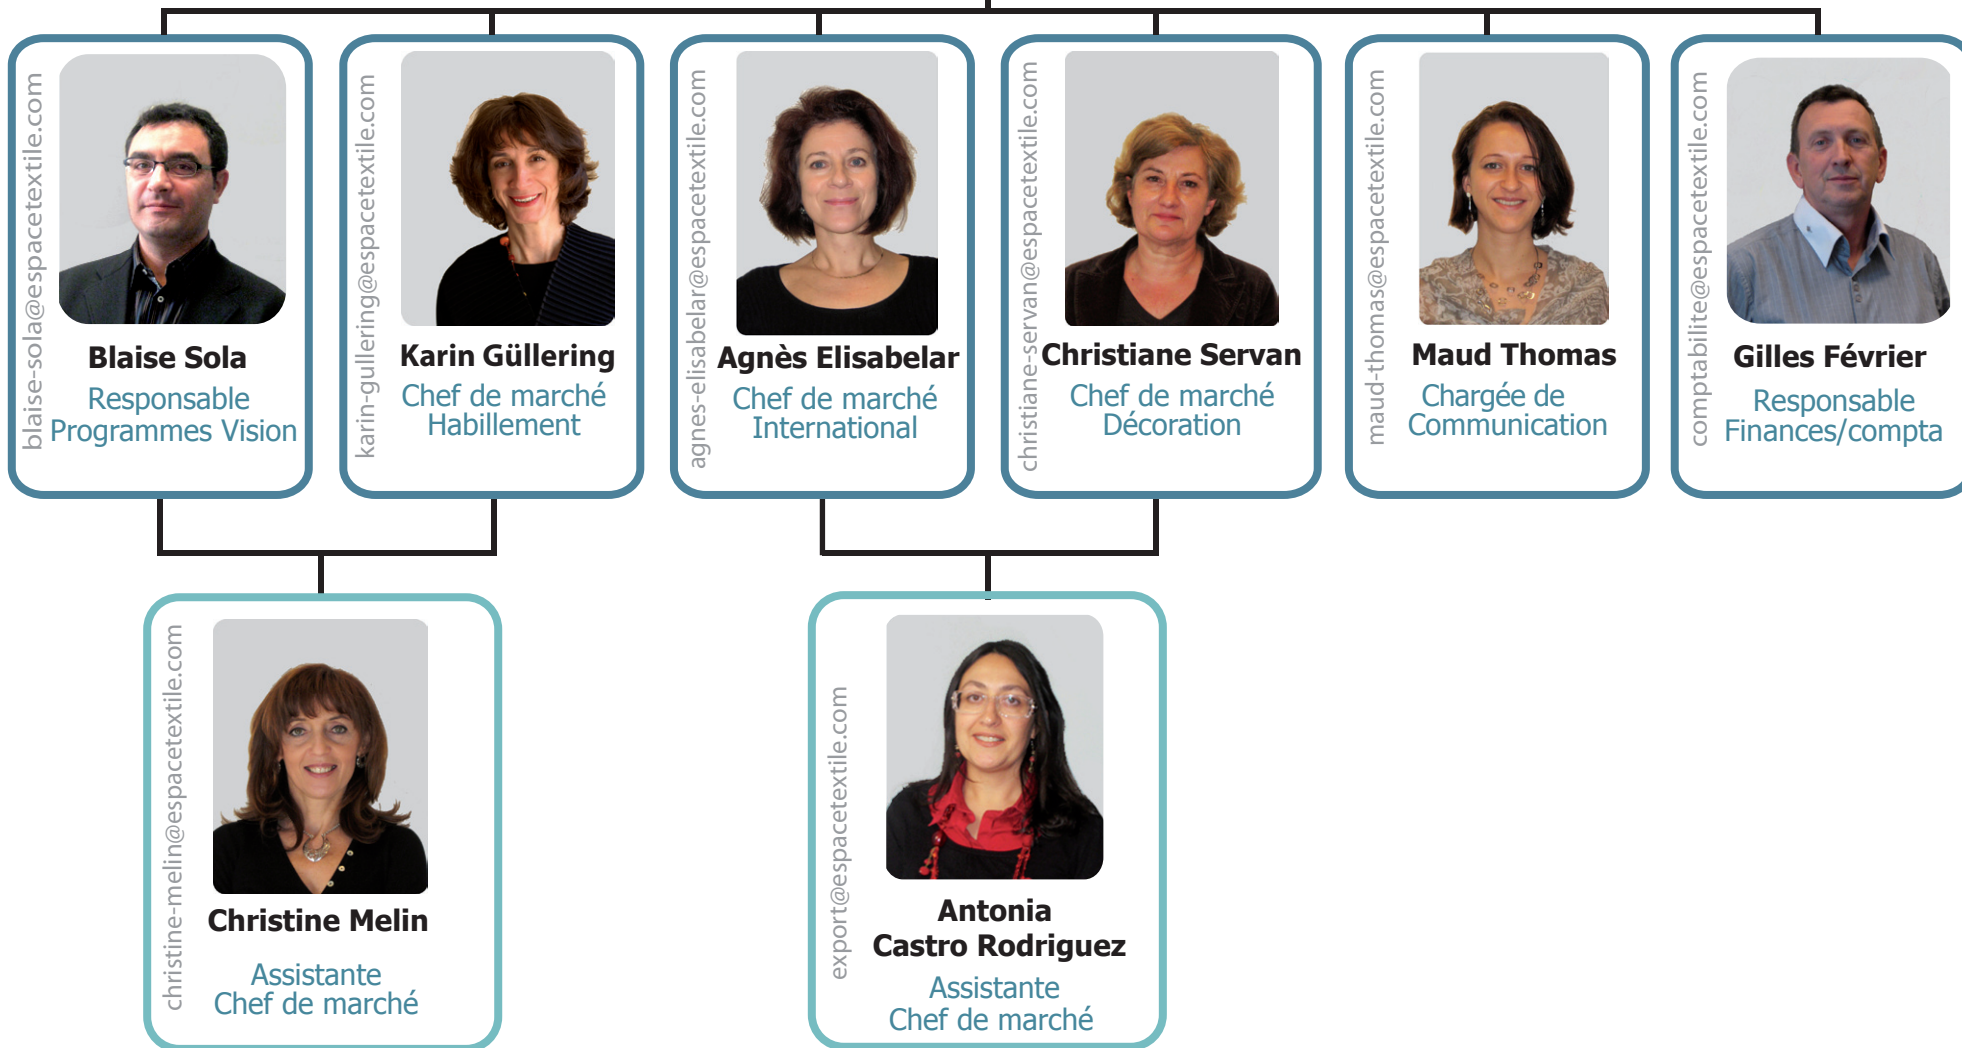 blaise-sola@espacetextile.com
Blaise Sola
Responsable
Programmes Vision
karin-gullering@espacetextile.com
Karin Güllering
Chef de marché
Habillement
agnes-elisabelar@espacetextile.com
Agnès Elisabelar
Chef de marché
International
christiane-servan@espacetextile.com
Christiane Servan
Chef de marché
Décoration
maud-thomas@espacetextile.com
Maud Thomas
Chargée de
Communication
comptabilite@espacetextile.com
Gilles Février
Responsable
Finances/compta
christine-melin@espacetextile.com
Christine Melin
Assistante
Chef de marché
export@espacetextile.com
Antonia
Castro Rodriguez
Assistante
Chef de marché